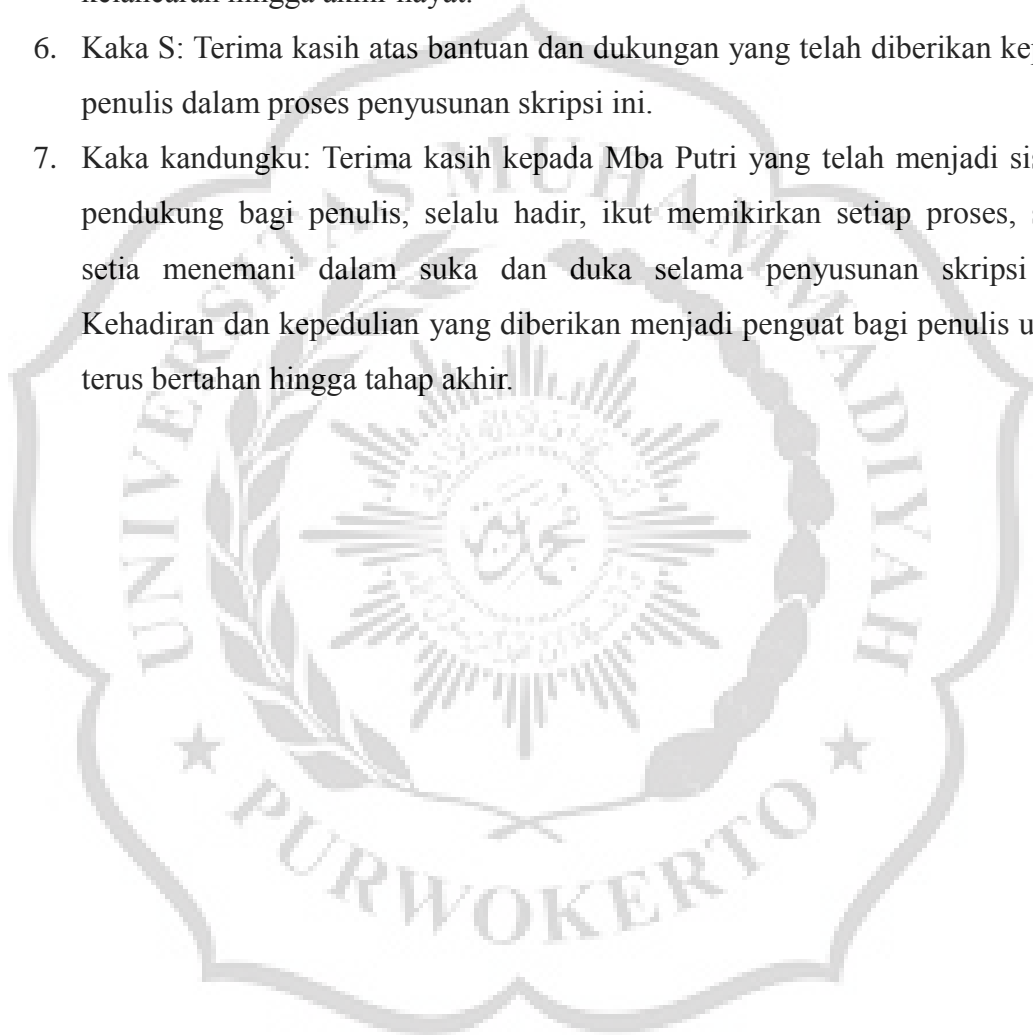 kelancaran hingga akhir hayat.
6. Kaka S: Terima kasih atas bantuan dan dukungan yang telah diberikan kep
penulis dalam proses penyusunan skripsi ini.
7. Kaka kandungku: Terima kasih kepada Mba Putri yang telah menjadi sis
pendukung bagi penulis, selalu hadir, ikut memikirkan setiap proses, s
setia menemani dalam suka dan duka selama penyusunan skripsi
Kehadiran dan kepedulian yang diberikan menjadi penguat bagi penulis u
terus bertahan hingga tahap akhir.
UNIVERSITAS MUHAMMADIYAH
PURWOKERTO